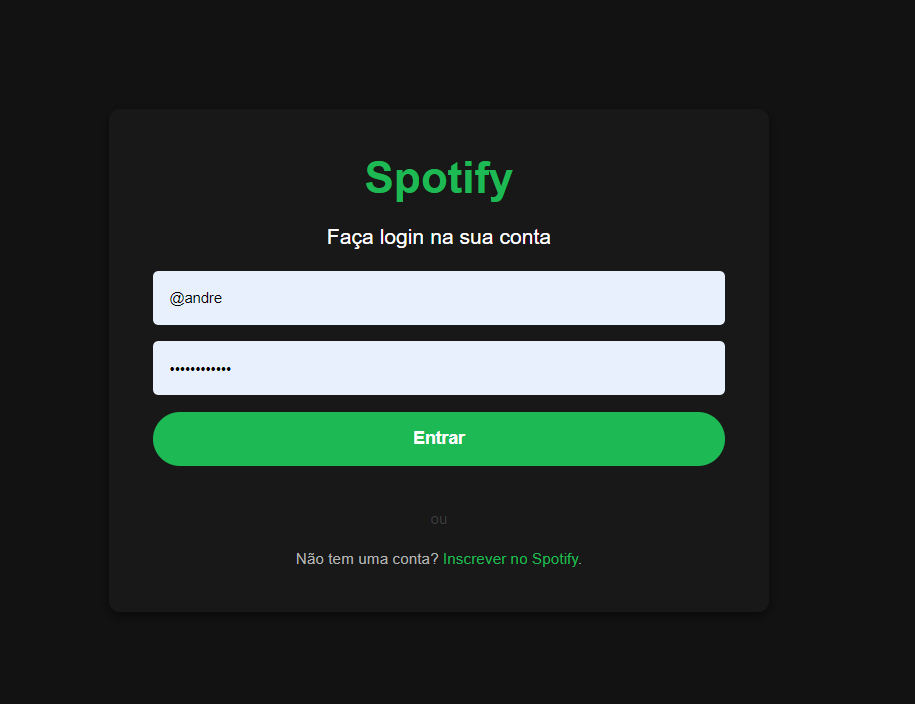 Spotify
Faça login na sua conta
@andre
••••••••••••
Entrar
ou
Não tem uma conta? Inscrever no Spotify.